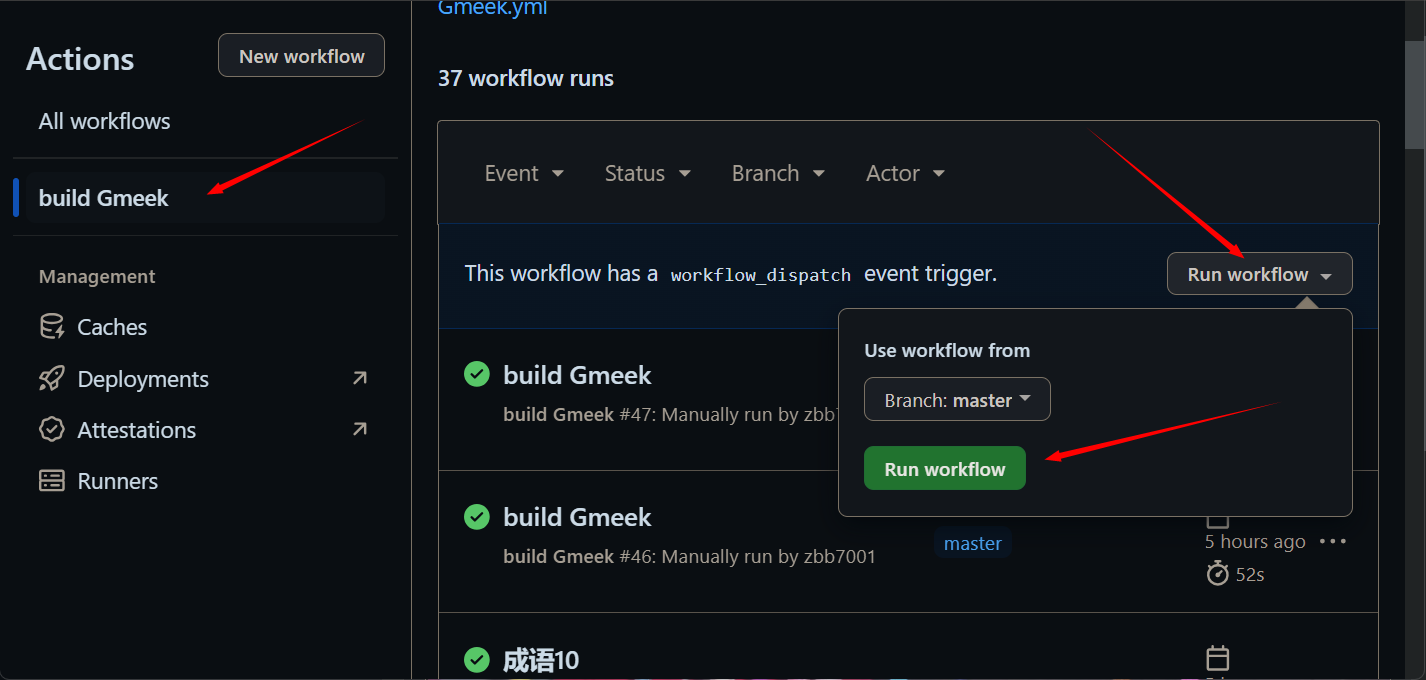 Gmeek.yml
Actions
New workflow
37 workflow runs
All workflows
Event
Status
Branch
Actor
build Gmeek
Management
This workflow has a workflow_dispatch event trigger.
Run workflow
Caches
Deployments
Attestations
Runners
Use workflow from
Branch: master
Run workflow
build Gmeek
build Gmeek #47: Manually run by
build Gmeek
build Gmeek #46: Manually run by zbb7001
master
5 hours ago
52s
成语10